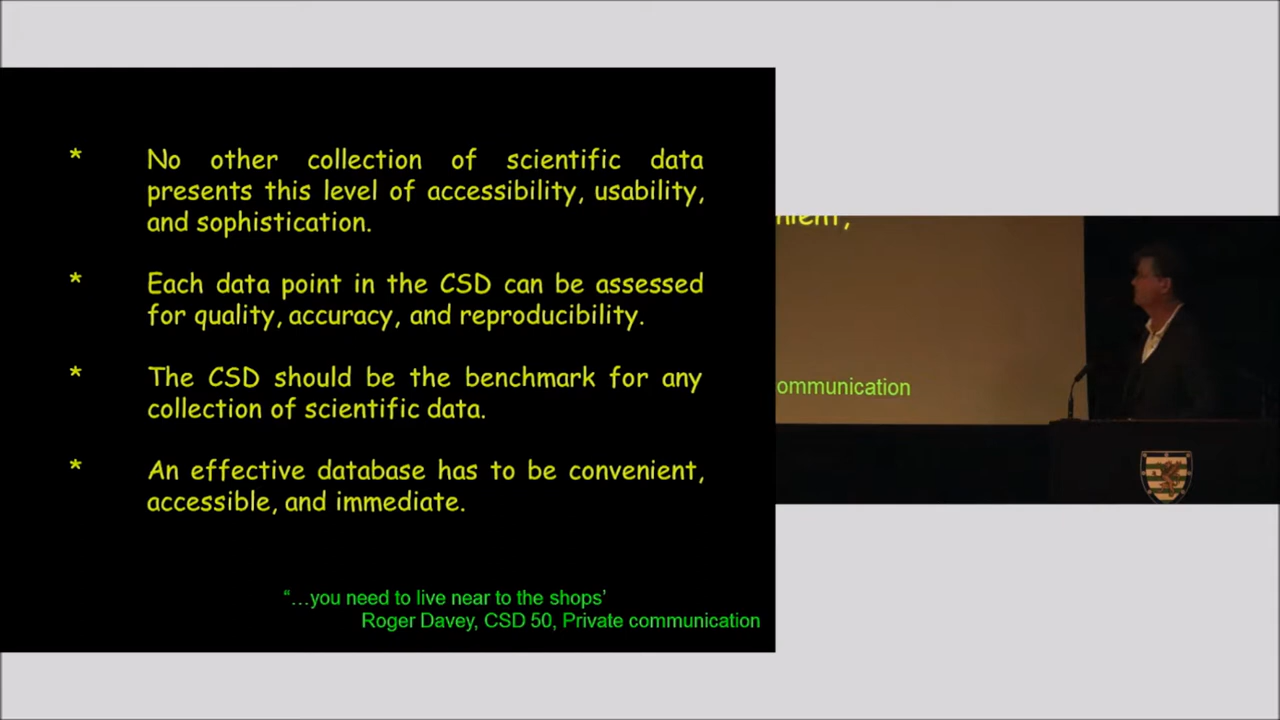 * No other collection of scientific data
presents this level of accessibility, usability,
and sophistication.
* Each data point in the CSD can be assessed
for quality, accuracy, and reproducibility.
* The CSD should be the benchmark for any
collection of scientific data.
* An effective database has to be convenient,
accessible, and immediate.
“…you need to live near to the shops’
Roger Davey, CSD 50, Private communication
nient,
ommunication